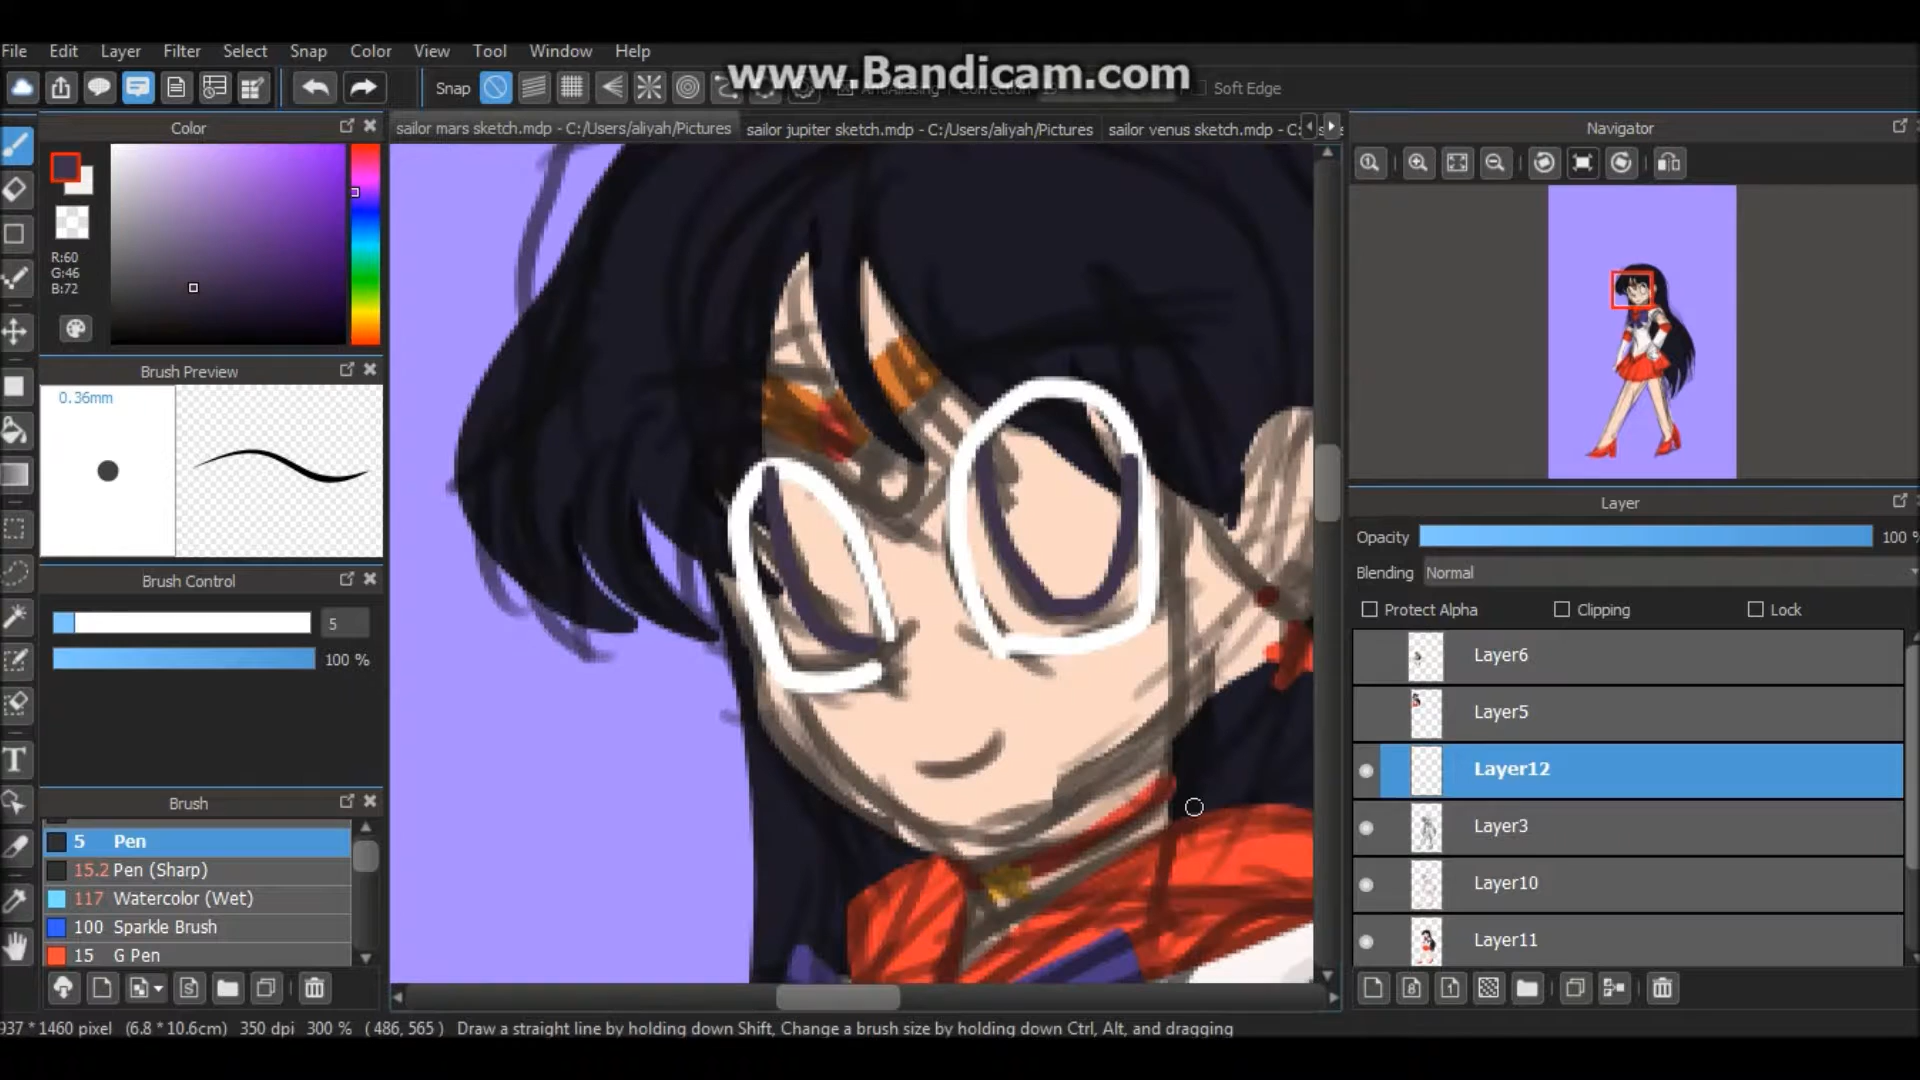 www.Bandicam.com
File Edit Layer Filter Select Snap Color View Tool Window Help
Snap AntiAliasing Correction Soft Edge
Color
sailor mars sketch.mdp - C:/Users/aliyah/Pictures
sailor jupiter sketch.mdp - C:/Users/aliyah/Pictures
sailor venus sketch.mdp - C:
Navigator
R:60
G:46
B:72
Brush Preview
0.36mm
Brush Control
5
100 %
Brush
5 Pen
15.2 Pen (Sharp)
117 Watercolor (Wet)
100 Sparkle Brush
15 G Pen
Layer
Opacity 100 %
Blending Normal
Protect Alpha Clipping Lock
Layer6
Layer5
Layer12
Layer3
Layer10
Layer11
937 * 1460 pixel (6.8 * 10.6cm) 350 dpi 300 % ( 486, 565 ) Draw a straight line by holding down Shift, Change a brush size by holding down Ctrl, Alt, and dragging